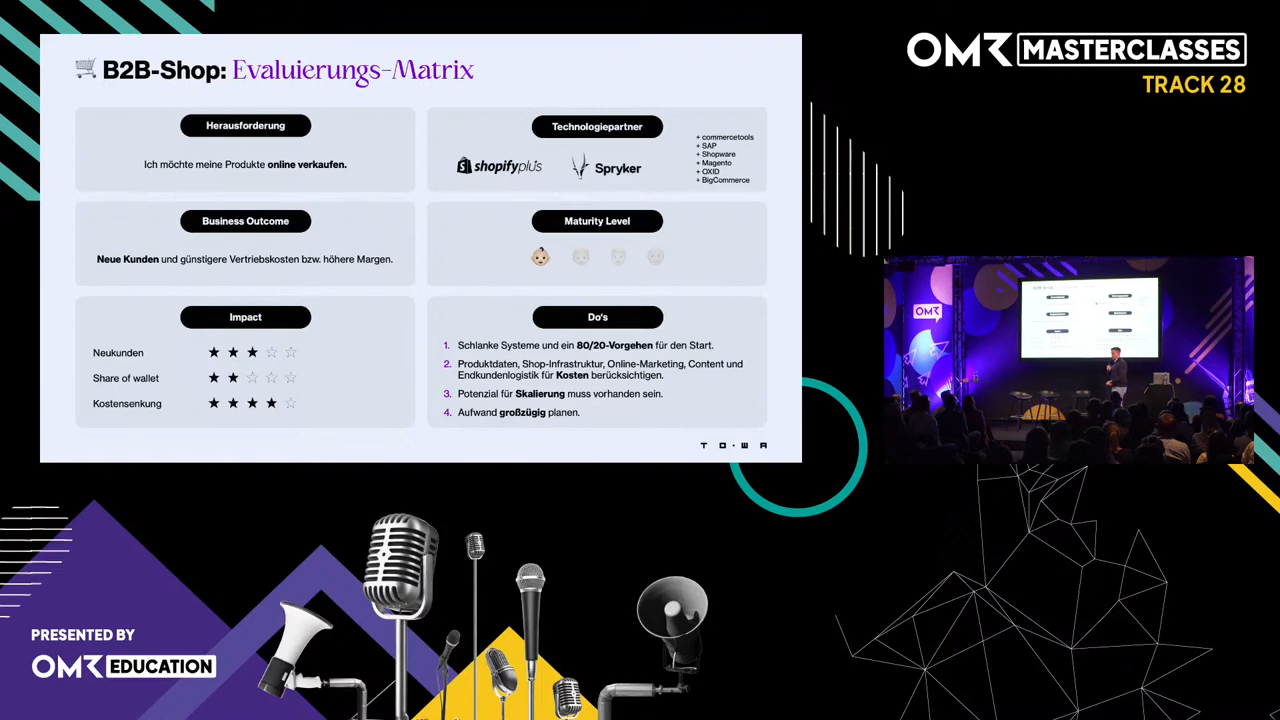 B2B-Shop: Evaluierungs-Matrix
Herausforderung
Ich möchte meine Produkte online verkaufen.
Technologiepartner
shopifyplus
Spryker
+ commercetools
+ SAP
+ Shopware
+ Magento
+ OXID
+ BigCommerce
Business Outcome
Neue Kunden und günstigere Vertriebskosten bzw. höhere Margen.
Maturity Level
Impact
Neukunden ★ ★ ★ ☆ ☆
Share of wallet ★ ★ ☆ ☆ ☆
Kostensenkung ★ ★ ★ ★ ☆
Do's
1. Schlanke Systeme und ein 80/20-Vorgehen für den Start.
2. Produktdaten, Shop-Infrastruktur, Online-Marketing, Content und
Endkundenlogistik für Kosten berücksichtigen.
3. Potenzial für Skalierung muss vorhanden sein.
4. Aufwand großzügig planen.
TO·WA
OMR MASTERCLASSES
TRACK 28
OMR
PRESENTED BY
OMR EDUCATION